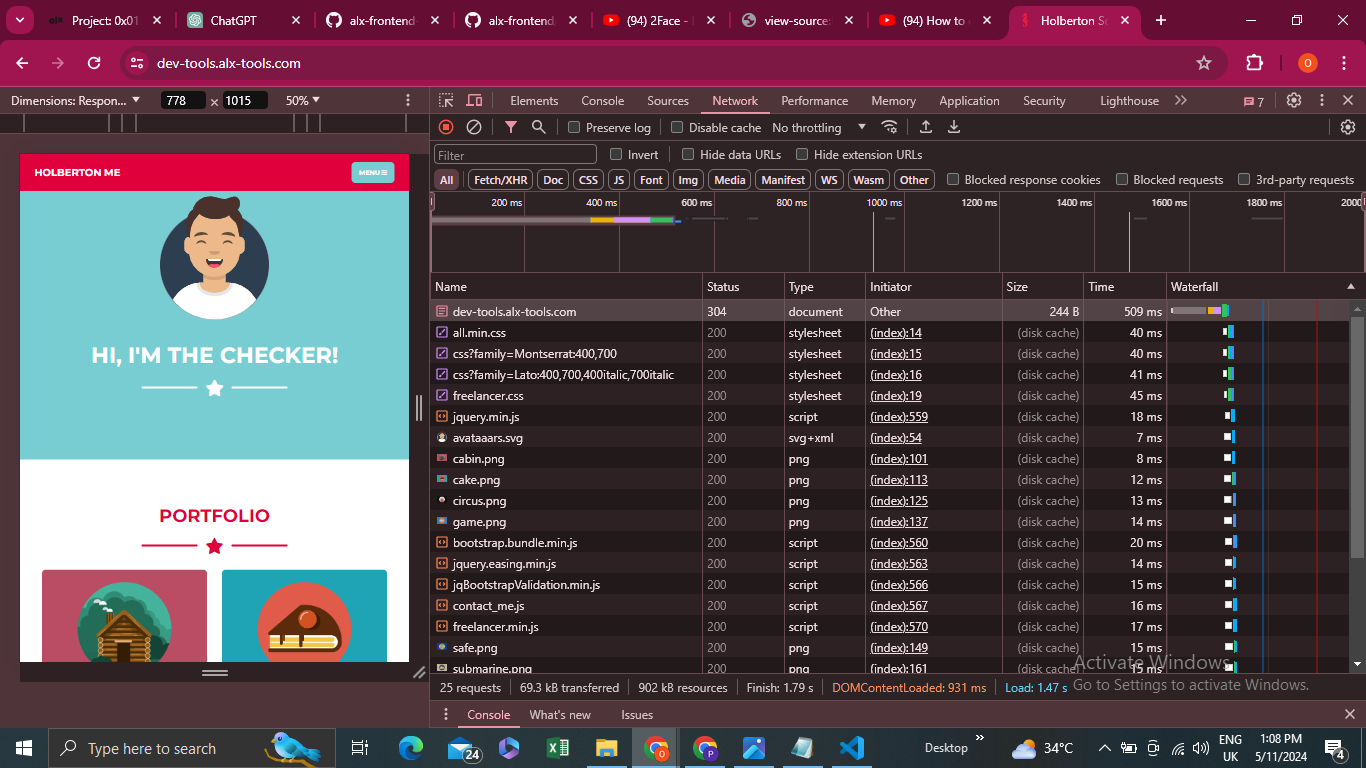 Project: 0x01
ChatGPT
alx-frontend
alx-frontend
(94) 2Face -
view-source:
(94) How to
Holberton Sc
dev-tools.alx-tools.com
O
Dimensions: Respon... ▼ 778 × 1015 50% ▼
Elements Console Sources Network Performance Memory Application Security Lighthouse 7
Preserve log Disable cache No throttling
Filter Invert Hide data URLs Hide extension URLs
All Fetch/XHR Doc CSS JS Font Img Media Manifest WS Wasm Other Blocked response cookies Blocked requests 3rd-party requests
200 ms 400 ms 600 ms 800 ms 1000 ms 1200 ms 1400 ms 1600 ms 1800 ms 2000
Name Status Type Initiator Size Time Waterfall
dev-tools.alx-tools.com 304 document Other 244 B 509 ms
all.min.css 200 stylesheet (index):14 (disk cache) 40 ms
css?family=Montserrat:400,700 200 stylesheet (index):15 (disk cache) 40 ms
css?family=Lato:400,700,400italic,700italic 200 stylesheet (index):16 (disk cache) 41 ms
freelancer.css 200 stylesheet (index):19 (disk cache) 45 ms
jquery.min.js 200 script (index):559 (disk cache) 18 ms
avataaars.svg 200 svg+xml (index):54 (disk cache) 7 ms
cabin.png 200 png (index):101 (disk cache) 8 ms
cake.png 200 png (index):113 (disk cache) 12 ms
circus.png 200 png (index):125 (disk cache) 13 ms
game.png 200 png (index):137 (disk cache) 14 ms
bootstrap.bundle.min.js 200 script (index):560 (disk cache) 20 ms
jquery.easing.min.js 200 script (index):563 (disk cache) 14 ms
jqBootstrapValidation.min.js 200 script (index):566 (disk cache) 15 ms
contact_me.js 200 script (index):567 (disk cache) 16 ms
freelancer.min.js 200 script (index):570 (disk cache) 17 ms
safe.png 200 png (index):149 (disk cache) 15 ms
submarine.png 200 png (index):161 (disk cache) 15 ms
25 requests 69.3 kB transferred 902 kB resources Finish: 1.79 s DOMContentLoaded: 931 ms Load: 1.47 s
Activate Windows
Go to Settings to activate Windows.
Console What's new Issues
HOLBERTON ME
MENU
HI, I'M THE CHECKER!
PORTFOLIO
Type here to search
24
O
P
Desktop
34°C
ENG
UK
1:08 PM
5/11/2024
4